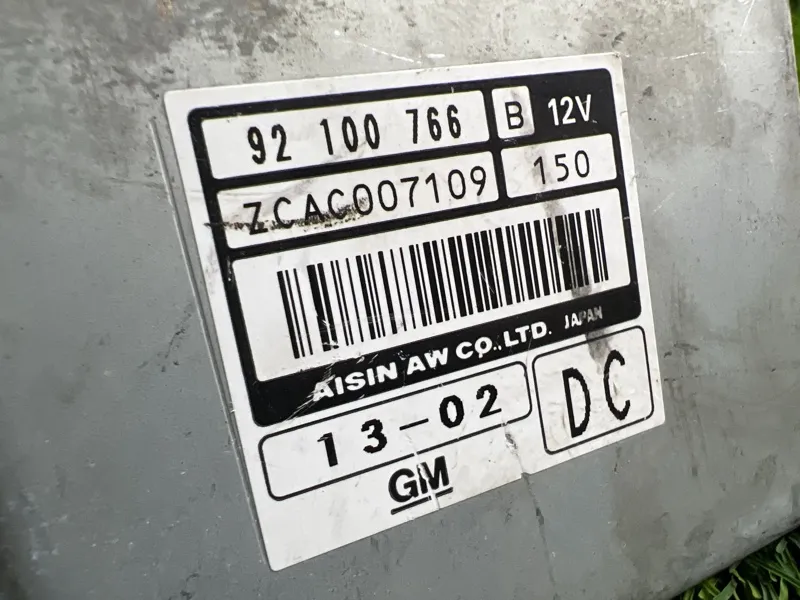 92 100 766 B 12V
ZCAC007109 150
AISIN AW CO.,LTD. JAPAN
13-02 DC
GM